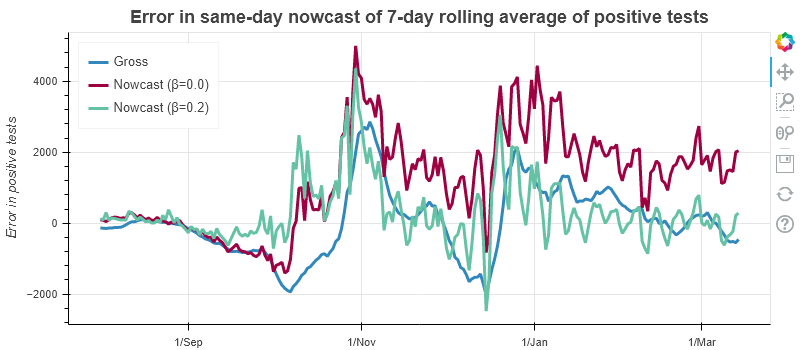 Error in same-day nowcast of 7-day rolling average of positive tests
Gross
Nowcast (β=0.0)
Nowcast (β=0.2)
Error in positive tests
4000
2000
0
−2000
1/Sep
1/Nov
1/Jan
1/Mar